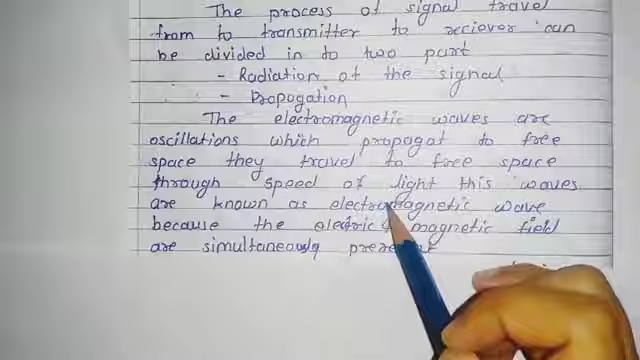 The process of signal travel
from to transmitter to reciever can
be divided in to two part
- Radiation of the signal
- Propogation
The electromagnetic waves are
oscillations which propagat to free
space they travel to free space
through speed of light this waves
are known as electromagnetic wave
because the electric & magnetic field
are simultaneously